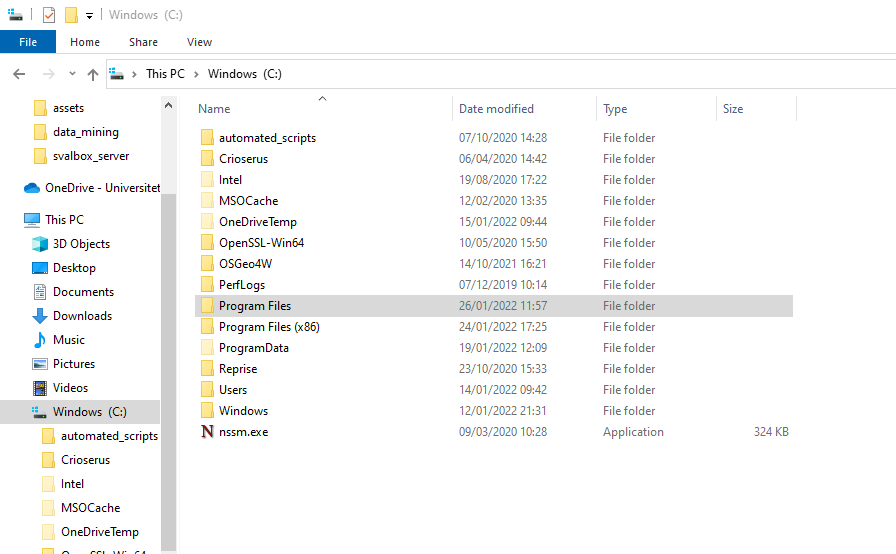 Windows (C:)
File Home Share View
This PC Windows (C:)
assets
data_mining
svalbox_server
OneDrive - Universitet
This PC
3D Objects
Desktop
Documents
Downloads
Music
Pictures
Videos
Windows (C:)
automated_scripts
Crioserus
Intel
MSOCache
OneDriveTemp
OpenSSL-Win64
Name Date modified Type Size
automated_scripts 07/10/2020 14:28 File folder
Crioserus 06/04/2020 14:42 File folder
Intel 19/08/2020 17:22 File folder
MSOCache 12/02/2020 13:35 File folder
OneDriveTemp 15/01/2022 09:44 File folder
OpenSSL-Win64 10/05/2020 15:50 File folder
OSGeo4W 14/10/2021 16:21 File folder
PerfLogs 07/12/2019 10:14 File folder
Program Files 26/01/2022 11:57 File folder
Program Files (x86) 24/01/2022 17:25 File folder
ProgramData 19/01/2022 12:09 File folder
Reprise 23/10/2020 15:33 File folder
Users 14/01/2022 09:42 File folder
Windows 12/01/2022 21:31 File folder
nssm.exe 09/03/2020 10:28 Application 324 KB